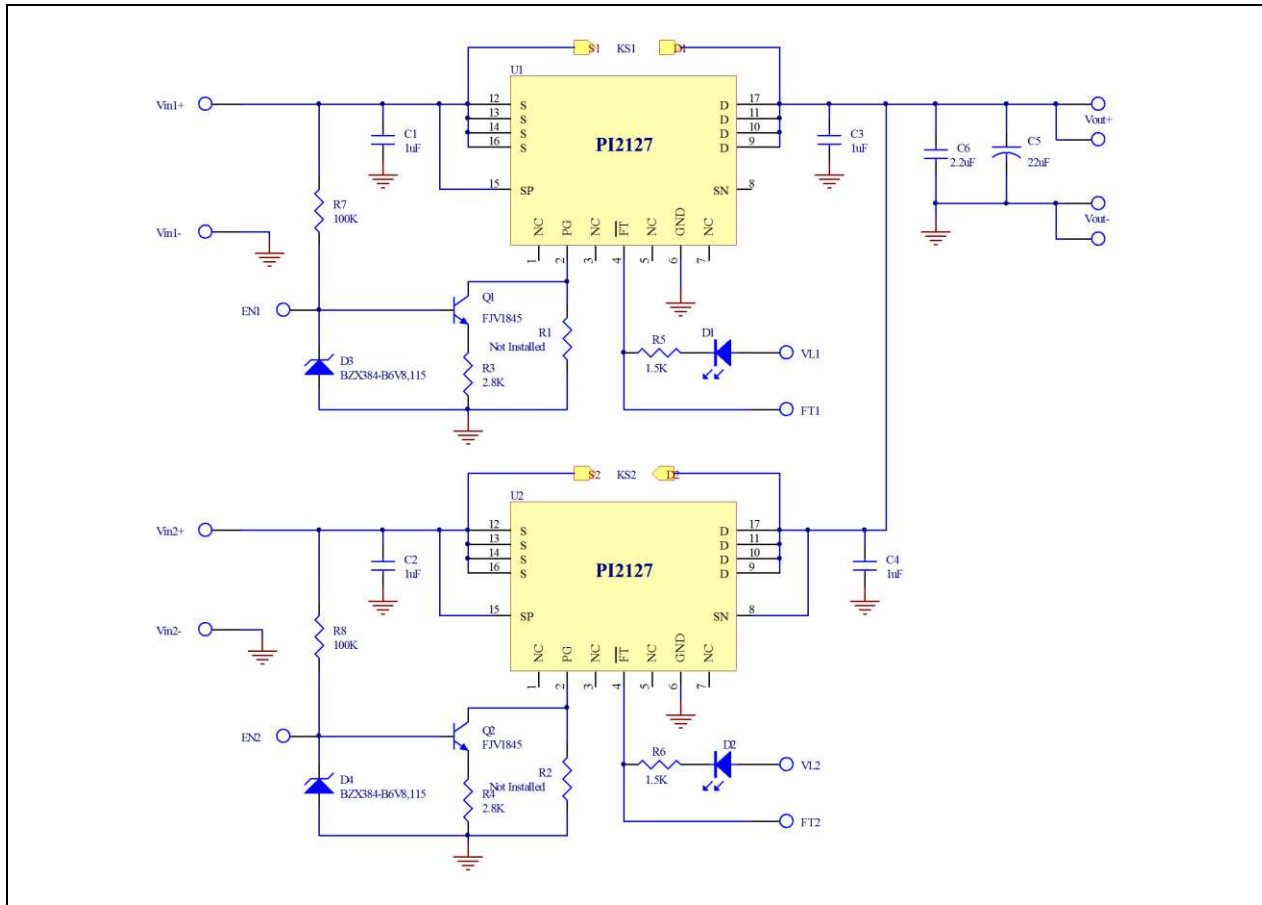 S1 KS1 D1
U1
Vin1+
12 S D 17
13 S D 11
14 S D 10
16 S D 9
PI2127
C1
1uF
C3
1uF
C6
2.2uF
C5
22uF
Vout+
15 SP SN 8
R7
100K
Vin1-
Vout-
NC PG NC FT NC GND NC
1 2 3 4 5 6 7
EN1
Q1
FJV1845
R1
Not Installed
R5
1.5K
D1
VL1
D3
BZX384-B6V8,115
R3
2.8K
FT1
S2 KS2 D2
U2
Vin2+
12 S D 17
13 S D 11
14 S D 10
16 S D 9
PI2127
C2
1uF
C4
1uF
15 SP SN 8
R8
100K
Vin2-
NC PG NC FT NC GND NC
1 2 3 4 5 6 7
EN2
Q2
FJV1845
R2
Not Installed
R6
1.5K
D2
VL2
D4
BZX384-B6V8,115
R4
2.8K
FT2